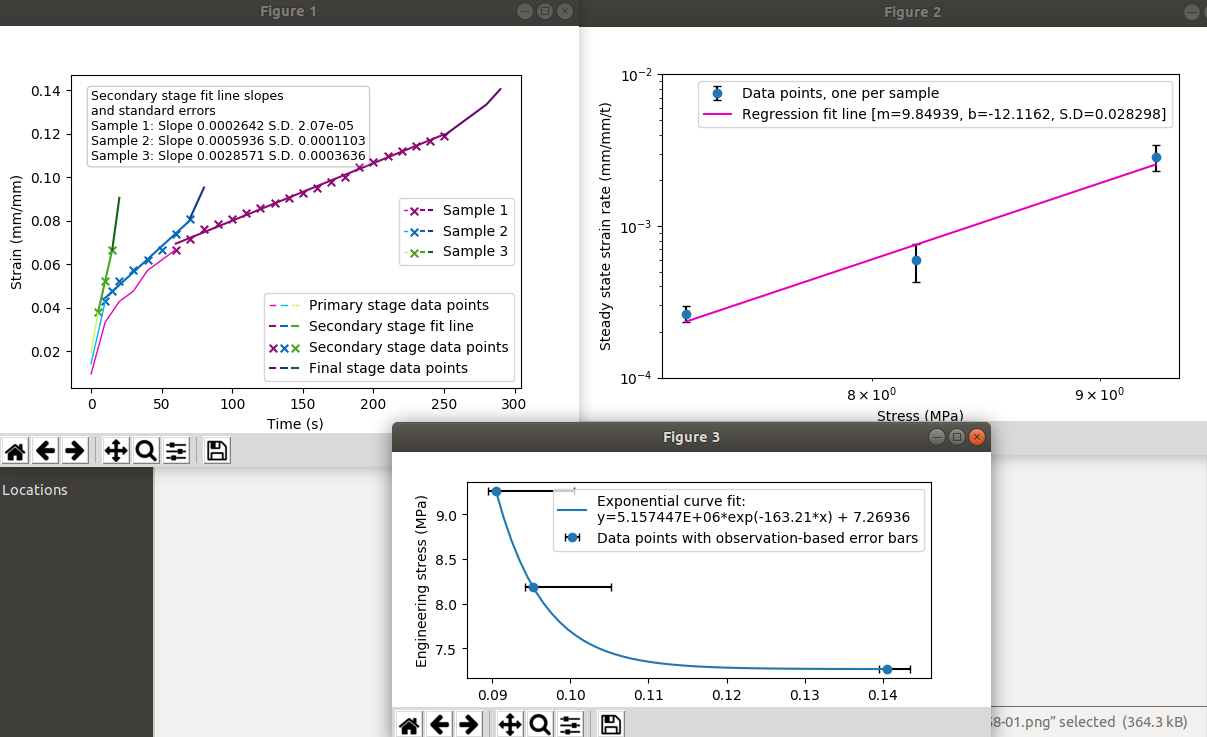 Figure 1
Secondary stage fit line slopes
and standard errors
Sample 1: Slope 0.0002642 S.D. 2.07e-05
Sample 2: Slope 0.0005936 S.D. 0.0001103
Sample 3: Slope 0.0028571 S.D. 0.0003636
0.14
0.12
0.10
0.08
0.06
0.04
0.02
Strain (mm/mm)
Sample 1
Sample 2
Sample 3
Primary stage data points
Secondary stage fit line
Secondary stage data points
Final stage data points
0 50 100 150 200 250 300
Time (s)
Figure 2
10⁻²
10⁻³
10⁻⁴
Steady state strain rate (mm/mm/t)
Data points, one per sample
Regression fit line [m=9.84939, b=-12.1162, S.D=0.028298]
8 × 10⁰ 9 × 10⁰
Stress (MPa)
Locations
Figure 3
9.0
8.5
8.0
7.5
Engineering stress (MPa)
Exponential curve fit:
y=5.157447E+06*exp(-163.21*x) + 7.26936
Data points with observation-based error bars
0.09 0.10 0.11 0.12 0.13 0.14
8-01.png” selected (364.3 kB)